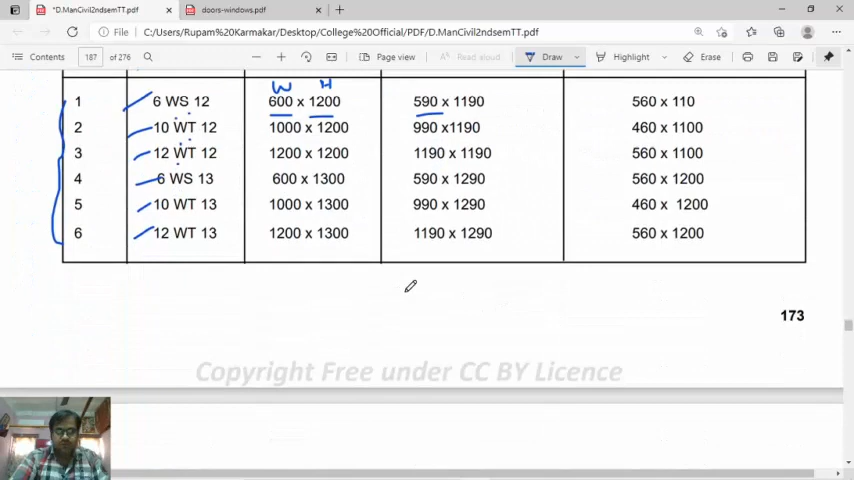 *D.ManCivil2ndsemTT.pdf
doors-windows.pdf
File
C:/Users/Rupam%20Karmakar/Desktop/College%20Official/PDF/D.ManCivil2ndsemTT.pdf
Contents
187
of 276
Page view
Read aloud
Draw
Highlight
Erase
W H
1 6 WS 12 600 x 1200 590 x 1190 560 x 110
2 10 WT 12 1000 x 1200 990 x1190 460 x 1100
3 12 WT 12 1200 x 1200 1190 x 1190 560 x 1100
4 6 WS 13 600 x 1300 590 x 1290 560 x 1200
5 10 WT 13 1000 x 1300 990 x 1290 460 x 1200
6 12 WT 13 1200 x 1300 1190 x 1290 560 x 1200
173
Copyright Free under CC BY Licence